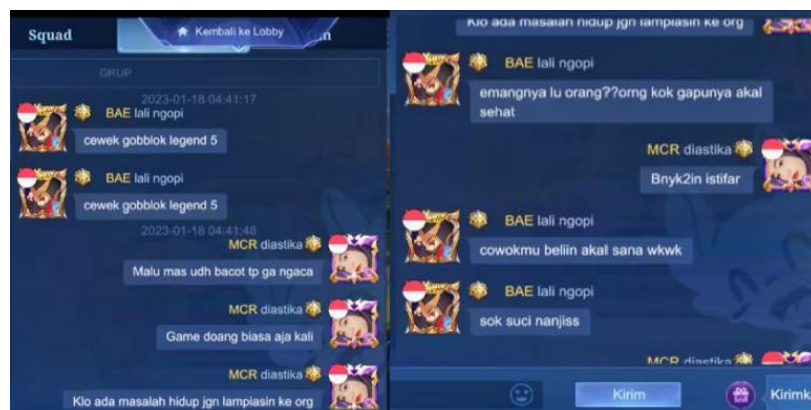 Squad
Kembali ke Lobby
GRUP
2023-01-18 04:41:17
BAE lali ngopi
cewek gobblok legend 5
BAE lali ngopi
cewek gobblok legend 5
2023-01-18 04:41:48
MCR diastika
Malu mas udh bacot tp ga ngaca
MCR diastika
Game doang biasa aja kali
MCR diastika
Klo ada masalah hidup jgn lampiasin ke org
Klo ada masalah hidup jgn lampiasin ke org
BAE lali ngopi
emangnya lu orang??orng kok gapunya akal
sehat
MCR diastika
Bnyk2in istifar
BAE lali ngopi
cowokmu beliin akal sana wkwk
BAE lali ngopi
sok suci nanjiss
MCR diastika
Kirim